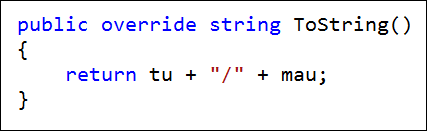 public override string ToString()
{
    return tu + "/" + mau;
}